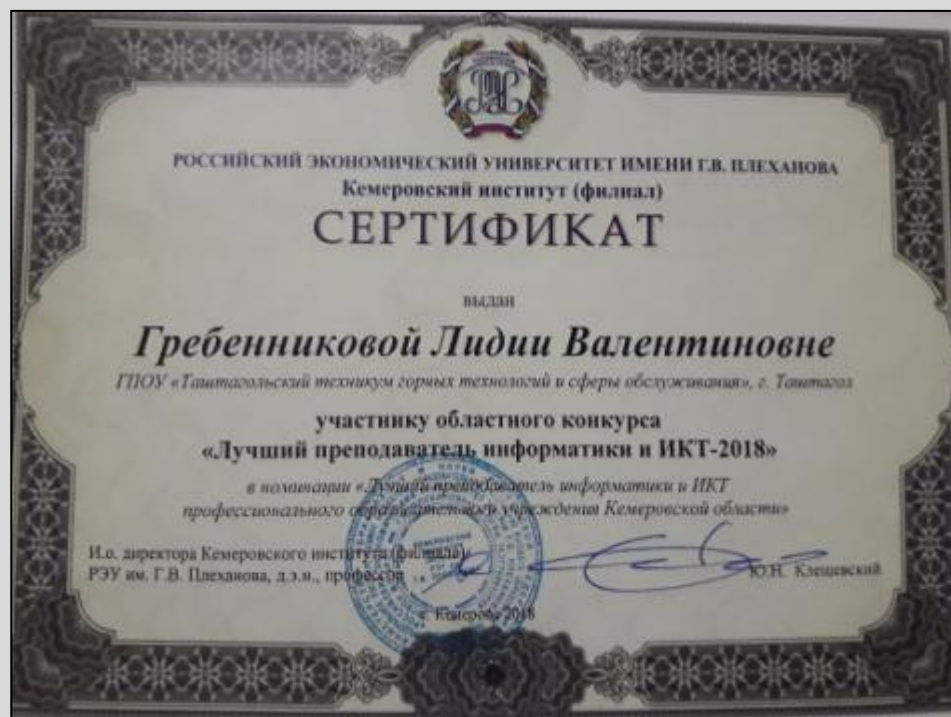 РОССИЙСКИЙ ЭКОНОМИЧЕСКИЙ УНИВЕРСИТЕТ ИМЕНИ Г.В. ПЛЕХАНОВА
Кемеровский институт (филиал)
СЕРТИФИКАТ
выдан
Гребенниковой Лидии Валентиновне
ГПОУ «Таштагольский техникум горных технологий и сферы обслуживания», г. Таштагол
участнику областного конкурса
«Лучший преподаватель информатики и ИКТ-2018»
в номинации «Лучший преподаватель информатики и ИКТ
профессионального образовательного учреждения Кемеровской области»
И.о. директора Кемеровского института (филиала)
РЭУ им. Г.В. Плеханова, д.э.н., профессор
Ю.Н. Клещевский
г. Кемерово 2018